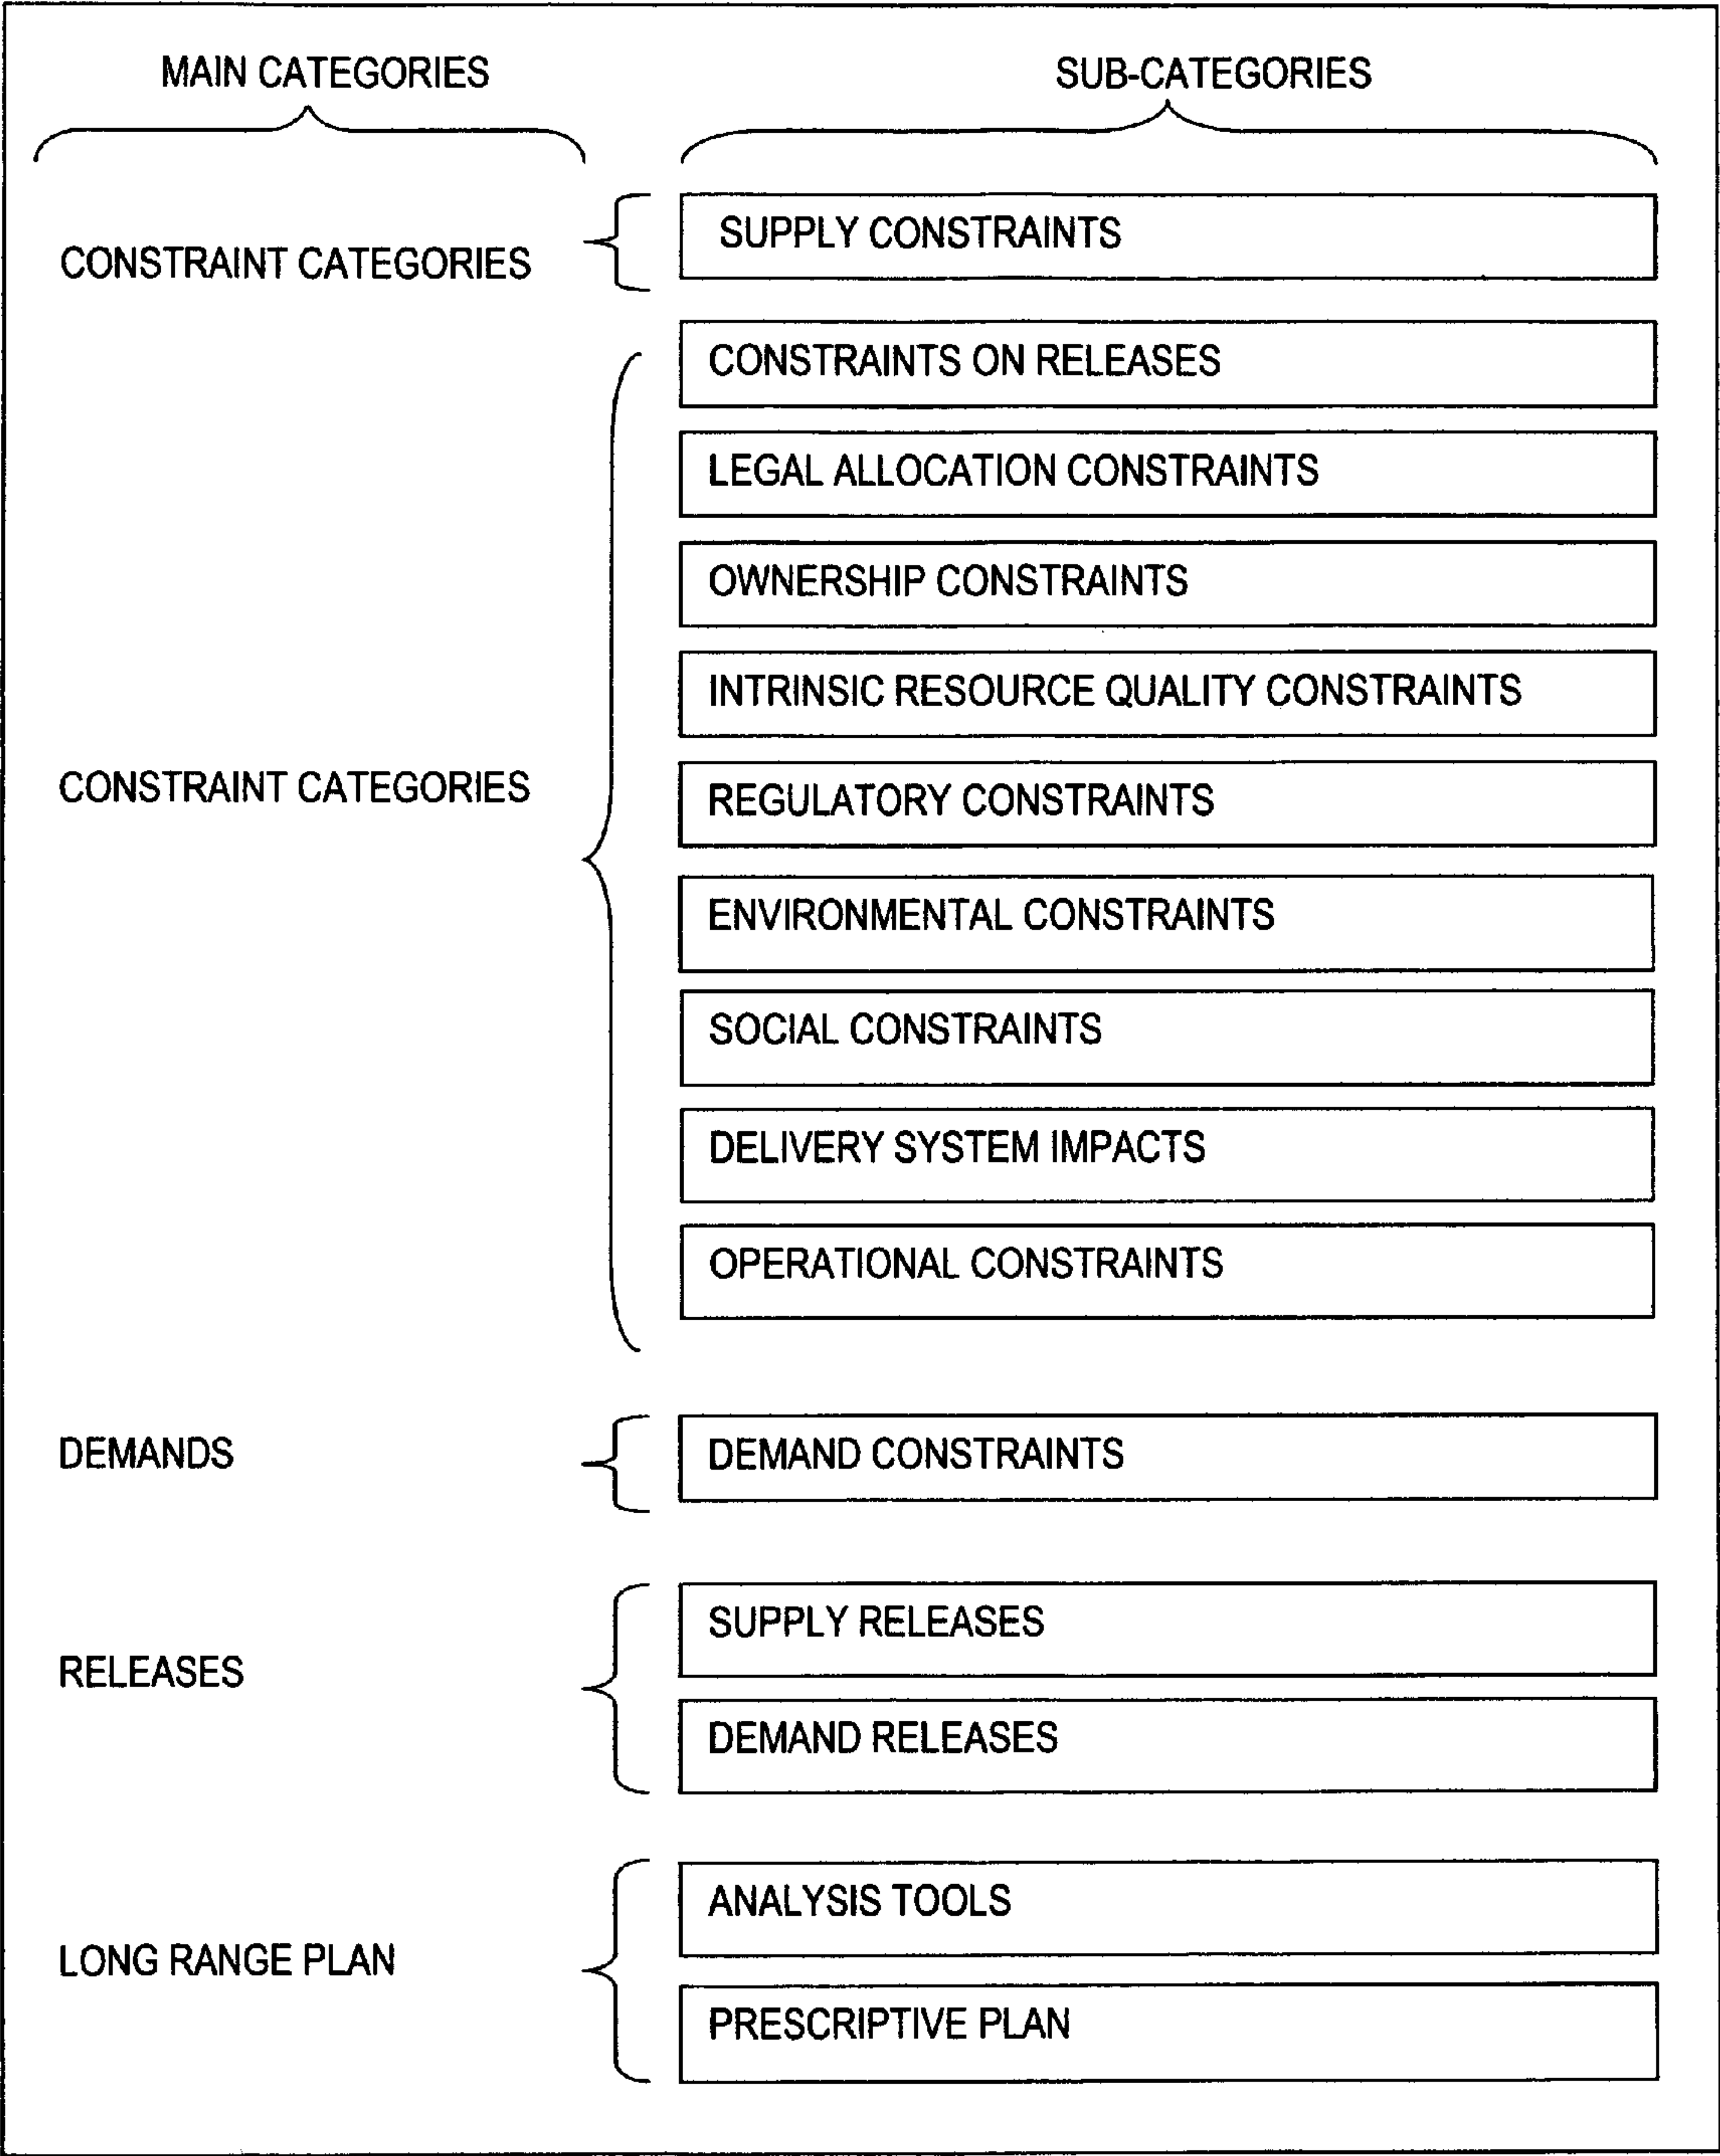 MAIN CATEGORIES
SUB-CATEGORIES
CONSTRAINT CATEGORIES
SUPPLY CONSTRAINTS
CONSTRAINT CATEGORIES
CONSTRAINTS ON RELEASES
LEGAL ALLOCATION CONSTRAINTS
OWNERSHIP CONSTRAINTS
INTRINSIC RESOURCE QUALITY CONSTRAINTS
REGULATORY CONSTRAINTS
ENVIRONMENTAL CONSTRAINTS
SOCIAL CONSTRAINTS
DELIVERY SYSTEM IMPACTS
OPERATIONAL CONSTRAINTS
DEMANDS
DEMAND CONSTRAINTS
RELEASES
SUPPLY RELEASES
DEMAND RELEASES
LONG RANGE PLAN
ANALYSIS TOOLS
PRESCRIPTIVE PLAN